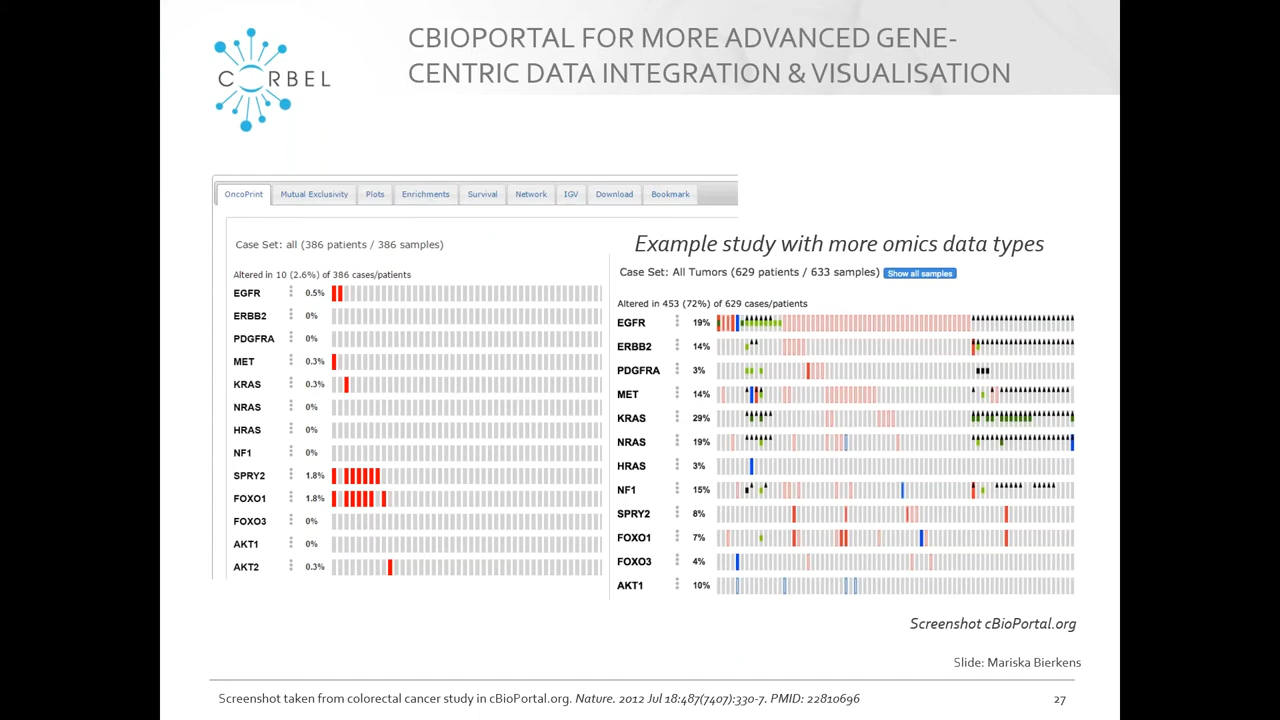 CORBEL
CBIOPORTAL FOR MORE ADVANCED GENE-
CENTRIC DATA INTEGRATION & VISUALISATION
OncoPrint Mutual Exclusivity Plots Enrichments Survival Network IGV Download Bookmark
Case Set: all (386 patients / 386 samples)
Altered in 10 (2.6%) of 386 cases/patients
EGFR 0.5%
ERBB2 0%
PDGFRA 0%
MET 0.3%
KRAS 0.3%
NRAS 0%
HRAS 0%
NF1 0%
SPRY2 1.8%
FOXO1 1.8%
FOXO3 0%
AKT1 0%
AKT2 0.3%
Example study with more omics data types
Case Set: All Tumors (629 patients / 633 samples) Show all samples
Altered in 453 (72%) of 629 cases/patients
EGFR 19%
ERBB2 14%
PDGFRA 3%
MET 14%
KRAS 29%
NRAS 19%
HRAS 3%
NF1 15%
SPRY2 8%
FOXO1 7%
FOXO3 4%
AKT1 10%
Screenshot cBioPortal.org
Slide: Mariska Bierkens
Screenshot taken from colorectal cancer study in cBioPortal.org. Nature. 2012 Jul 18:487(7407):330-7. PMID: 22810696
27